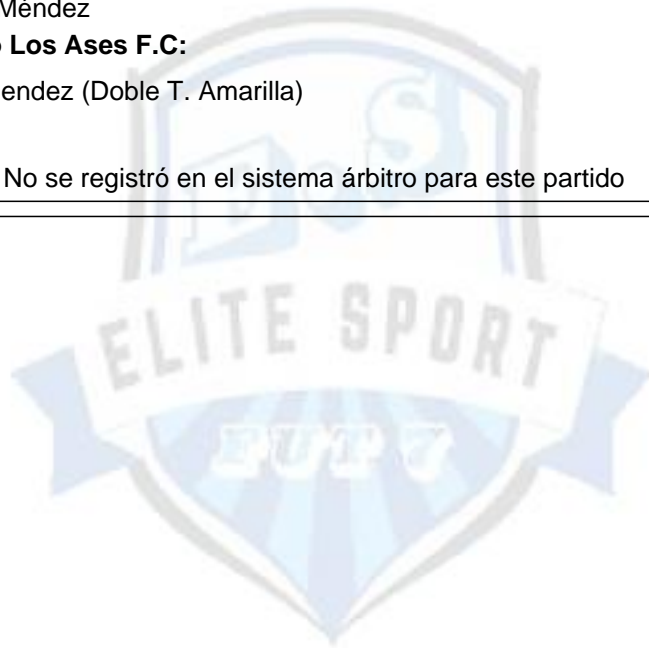 Méndez
o Los Ases F.C:
endez (Doble T. Amarilla)
No se registró en el sistema árbitro para este partido
E.S
ELITE SPORT
FUT 7